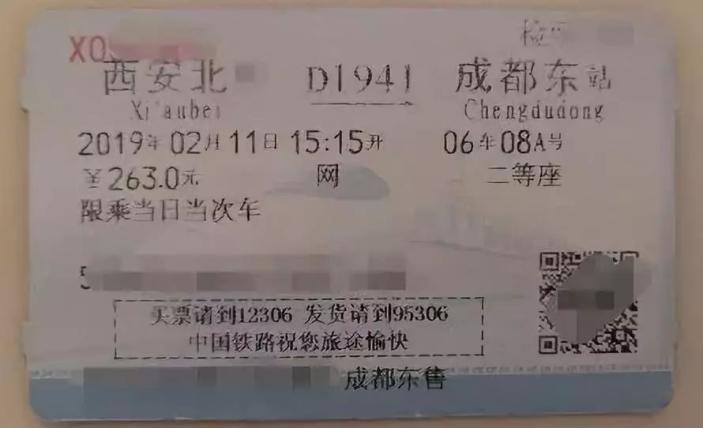 X0
西安北 D1941 成都东站
Xi'anbei Chengdudong
2019年02月11日 15:15开 06车08A号
￥263.0元 网 二等座
限乘当日当次车
5
买票请到12306 发货请到95306
中国铁路祝您旅途愉快
成都东售